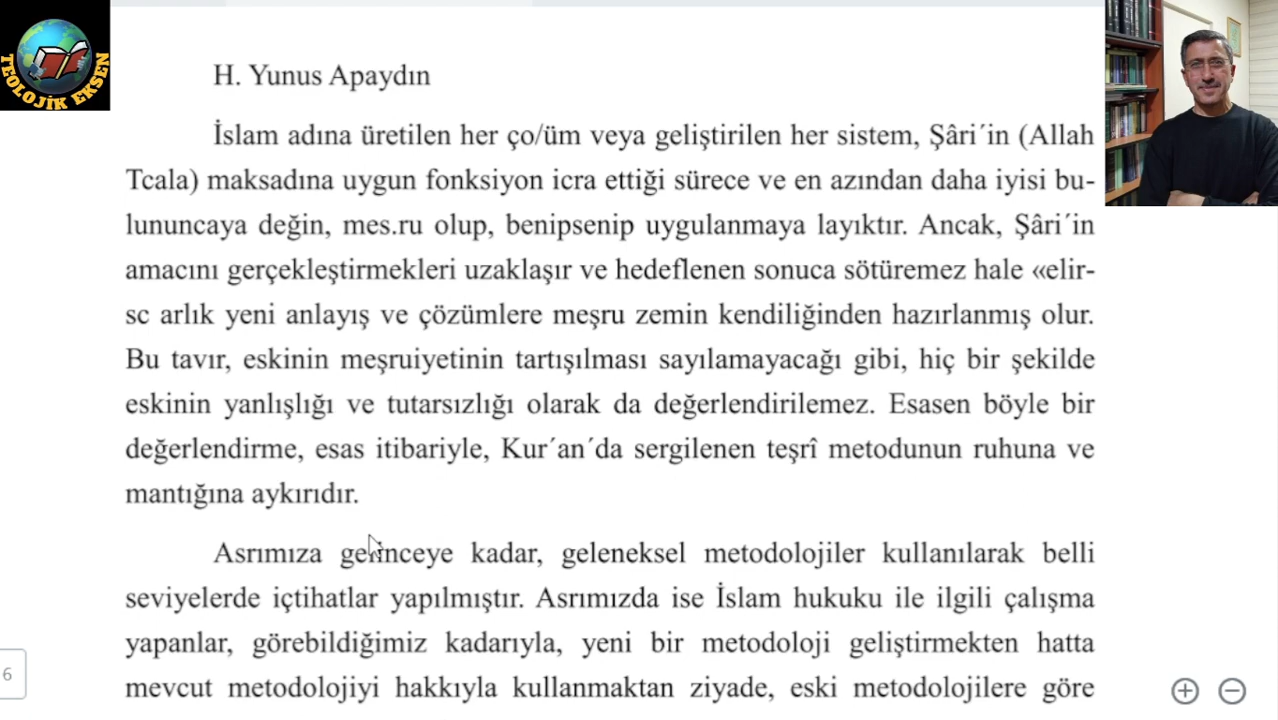 TEOLOJİK EKSEN
H. Yunus Apaydın
İslam adına üretilen her ço/üm veya geliştirilen her sistem, Şâri´in (Allah
Tcala) maksadına uygun fonksiyon icra ettiği sürece ve en azından daha iyisi bu-
lununcaya değin, mes.ru olup, benipsenip uygulanmaya layıktır. Ancak, Şâri´in
amacını gerçekleştirmekleri uzaklaşır ve hedeflenen sonuca sötüremez hale «elir-
sc arlık yeni anlayış ve çözümlere meşru zemin kendiliğinden hazırlanmış olur.
Bu tavır, eskinin meşruiyetinin tartışılması sayılamayacağı gibi, hiç bir şekilde
eskinin yanlışlığı ve tutarsızlığı olarak da değerlendirilemez. Esasen böyle bir
değerlendirme, esas itibariyle, Kur´an´da sergilenen teşrî metodunun ruhuna ve
mantığına aykırıdır.
Asrımıza gelinceye kadar, geleneksel metodolojiler kullanılarak belli
seviyelerde içtihatlar yapılmıştır. Asrımızda ise İslam hukuku ile ilgili çalışma
yapanlar, görebildiğimiz kadarıyla, yeni bir metodoloji geliştirmekten hatta
mevcut metodolojiyi hakkıyla kullanmaktan ziyade, eski metodolojilere göre
6